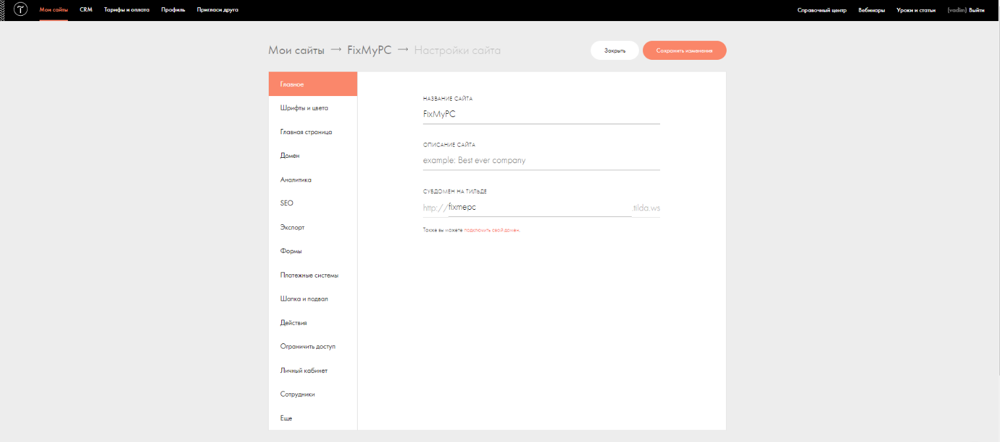 Мои сайты CRM Тарифы и оплата Профиль Пригласи друга Справочный центр Вебинары Уроки и статьи (vadim) Выйти
Мои сайты → FixMyPC → Настройки сайта Закрыть Сохранить изменения
Главное
Шрифты и цвета
Главная страница
Домен
Аналитика
SEO
Экспорт
Формы
Платежные системы
Шапка и подвал
Действия
Ограничить доступ
Личный кабинет
Сотрудники
Еще
НАЗВАНИЕ САЙТА
FixMyPC
ОПИСАНИЕ САЙТА
example: Best ever company
СУБДОМЕН НА ТИЛЬДЕ
http://fixmepc.tilda.ws
Также вы можете подключить свой домен.